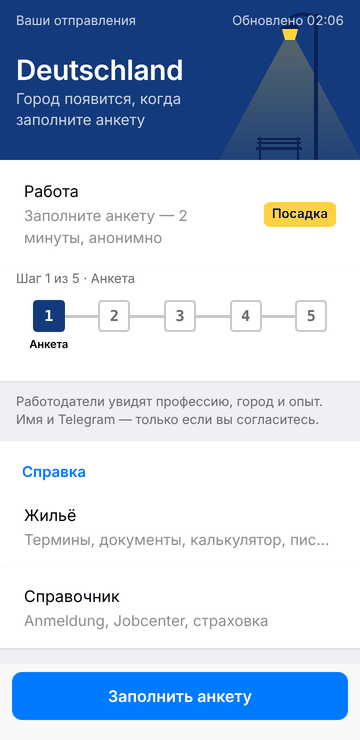 Ваши отправления
Обновлено 02:06
Deutschland
Город появится, когда
заполните анкету
Работа
Заполните анкету — 2
минуты, анонимно
Посадка
Шаг 1 из 5 · Анкета
1 2 3 4 5
Анкета
Работодатели увидят профессию, город и опыт.
Имя и Telegram — только если вы согласитесь.
Справка
Жильё
Термины, документы, калькулятор, пис...
Справочник
Anmeldung, Jobcenter, страховка
Заполнить анкету